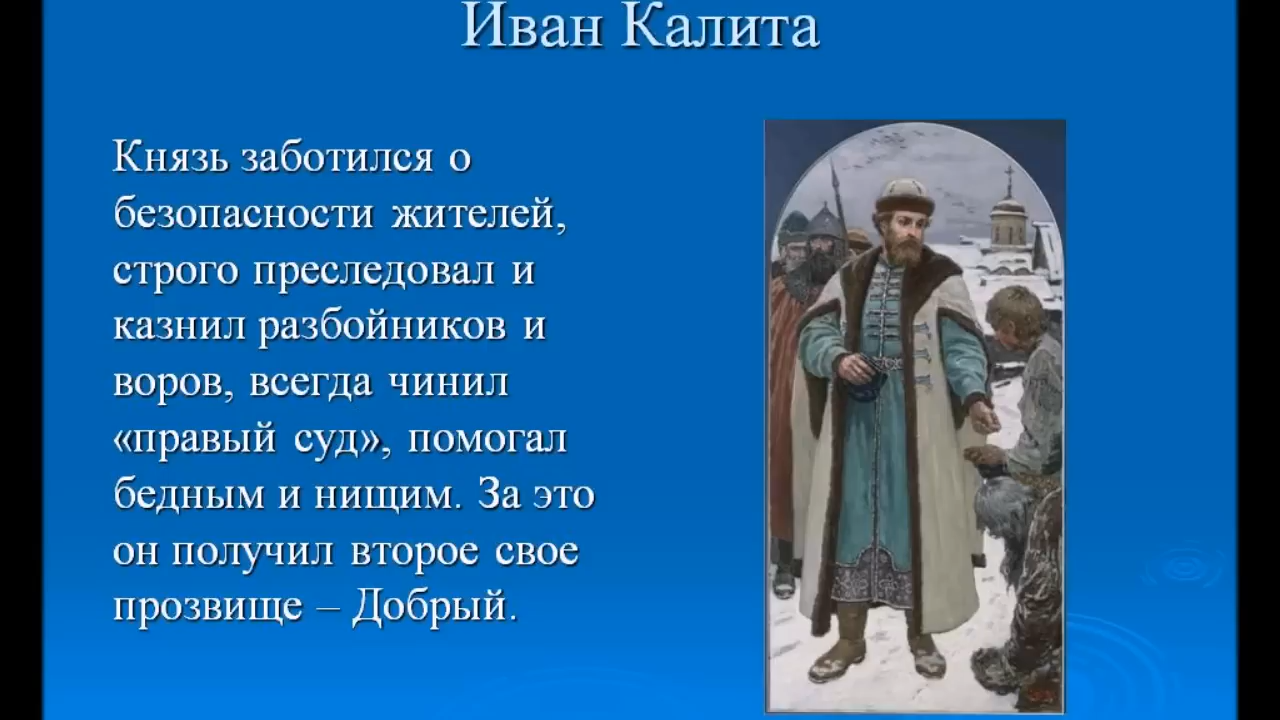 Иван Калита
Князь заботился о
безопасности жителей,
строго преследовал и
казнил разбойников и
воров, всегда чинил
«правый суд», помогал
бедным и нищим. За это
он получил второе свое
прозвище – Добрый.